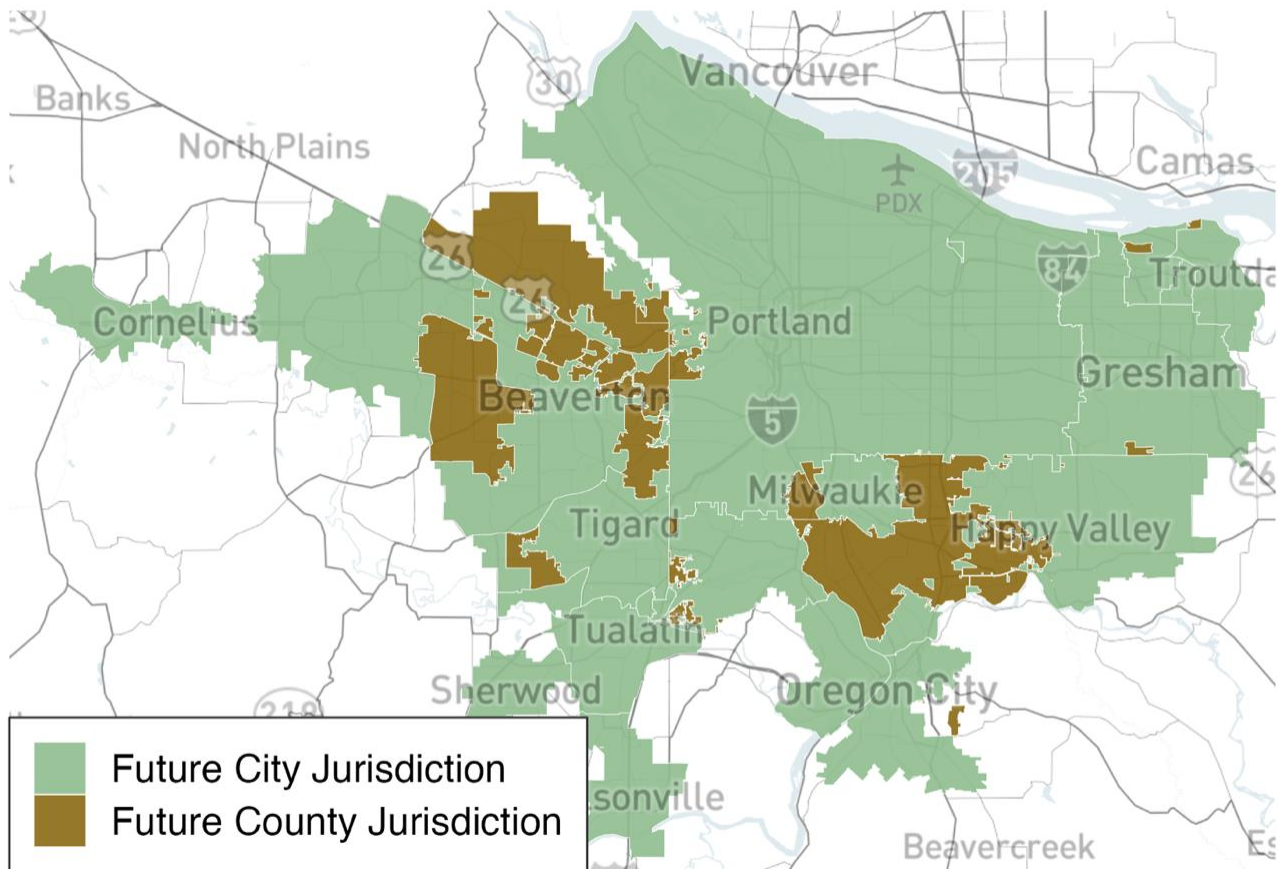 30
Vancouver
Banks
North Plains
Camas
205
PDX
26
84
Troutda
26
Cornelius
Portland
Gresham
Beaverton
5
26
Milwaukie
Tigard
Happy Valley
Tualatin
Sherwood
Oregon City
219
Future City Jurisdiction
Future County Jurisdiction
sonville
Beavercreek
Es